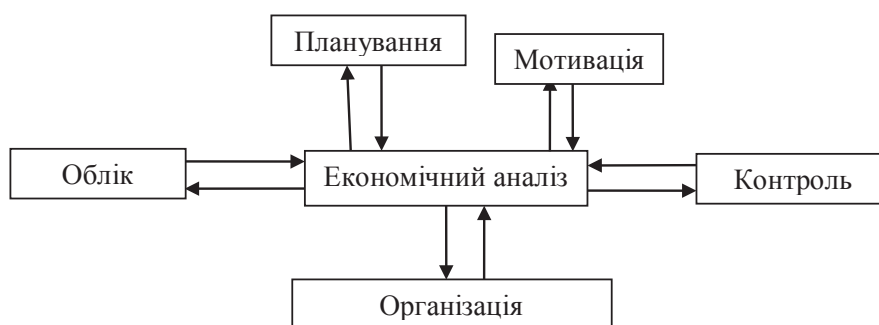 Планування
Мотивація
Облік
Економічний аналіз
Контроль
Організація